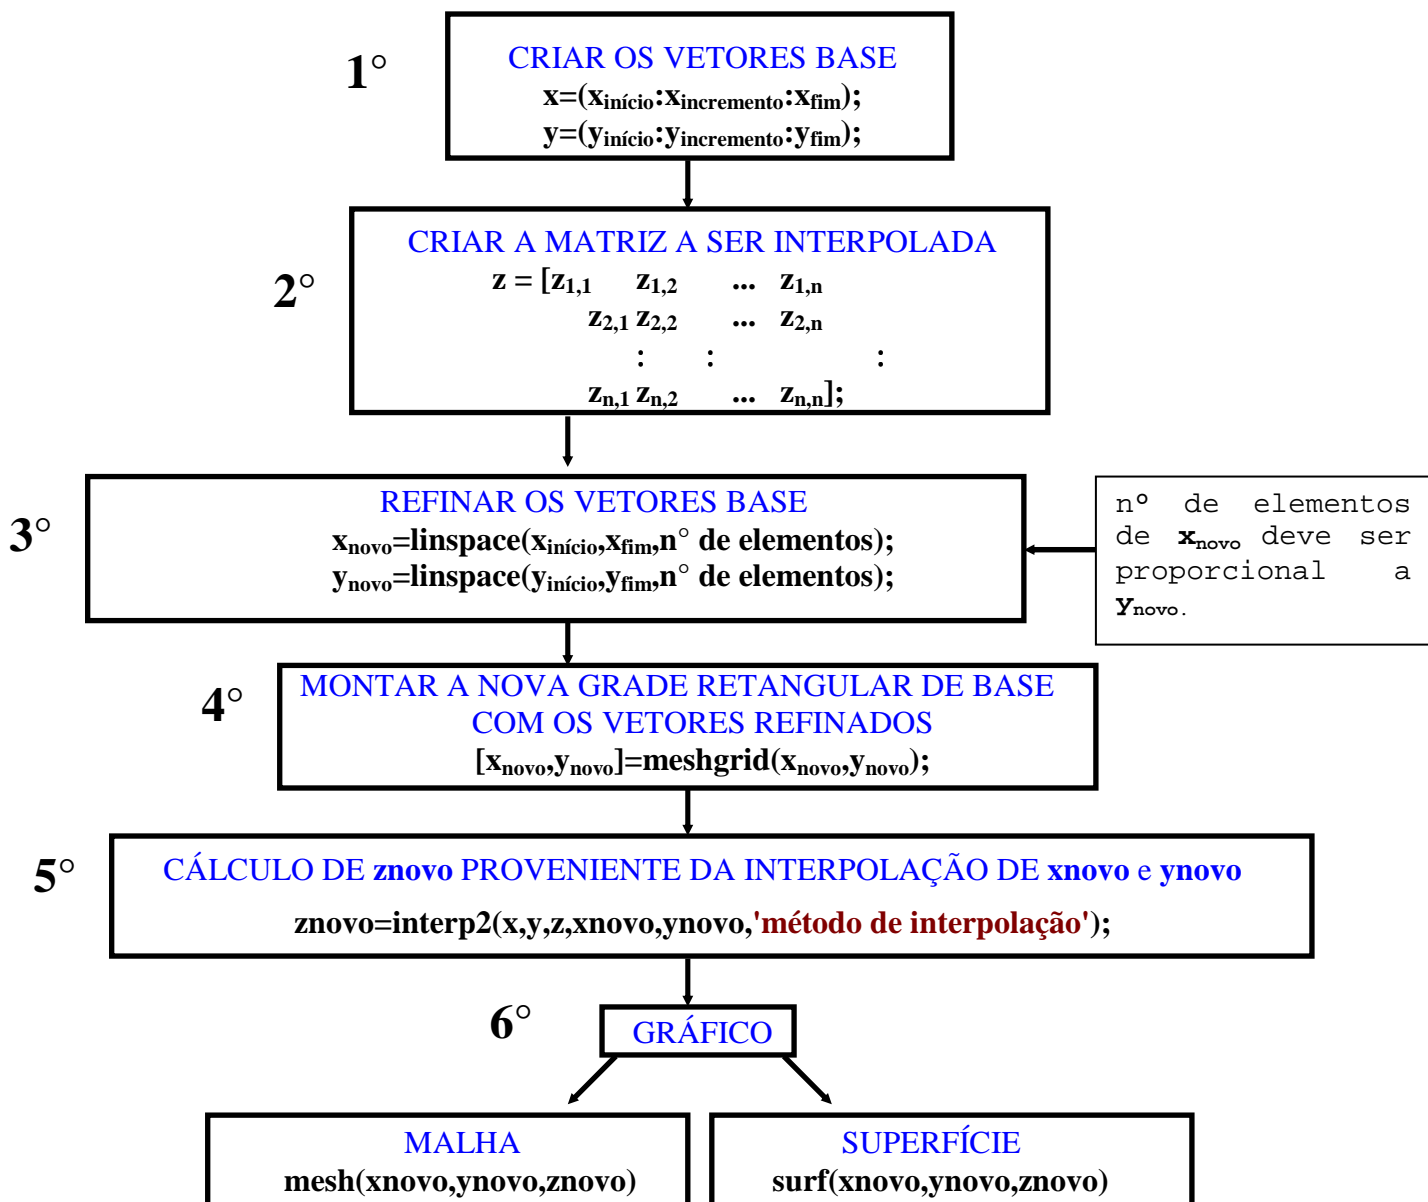 1°
CRIAR OS VETORES BASE
x=(xinício:xincremento:xfim);
y=(yinício:yincremento:yfim);
2°
CRIAR A MATRIZ A SER INTERPOLADA
z = [z1,1 z1,2 ... z1,n
z2,1 z2,2 ... z2,n
: : :
zn,1 zn,2 ... zn,n];
3°
REFINAR OS VETORES BASE
xnovo=linspace(xinício,xfim,n° de elementos);
ynovo=linspace(yinício,yfim,n° de elementos);
nº de elementos
de xnovo deve ser
proporcional a
ynovo.
4°
MONTAR A NOVA GRADE RETANGULAR DE BASE
COM OS VETORES REFINADOS
[xnovo,ynovo]=meshgrid(xnovo,ynovo);
5°
CÁLCULO DE znovo PROVENIENTE DA INTERPOLAÇÃO DE xnovo e ynovo
znovo=interp2(x,y,z,xnovo,ynovo,'método de interpolação');
6°
GRÁFICO
MALHA
mesh(xnovo,ynovo,znovo)
SUPERFÍCIE
surf(xnovo,ynovo,znovo)